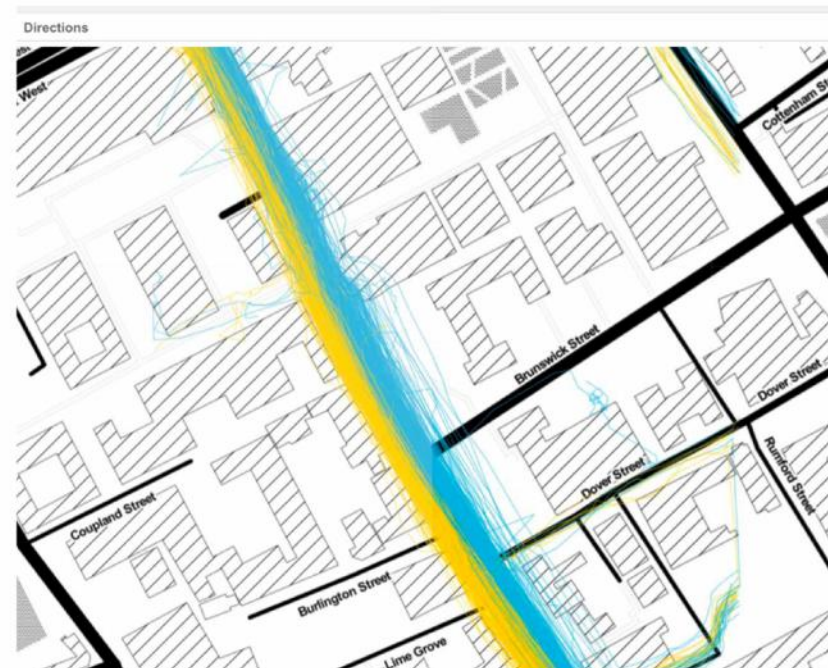 Directions
West
Cottenham St
Brunswick Street
Dover Street
Dover Street
Rumford Street
Coupland Street
Burlington Street
Lime Grove